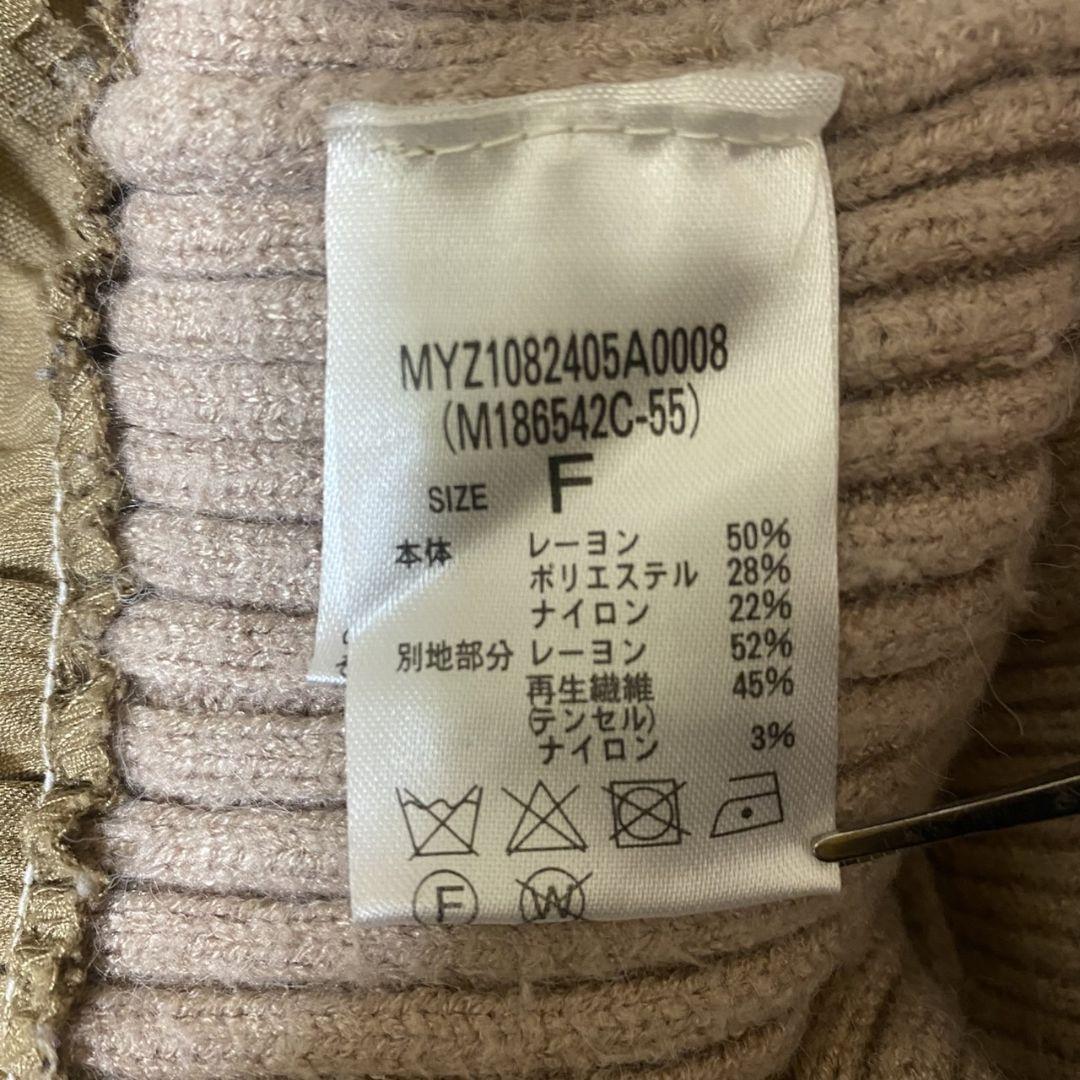 MYZ1082405A0008
(M186542C-55)
SIZE F
本体 レーヨン 50%
ポリエステル 28%
ナイロン 22%
別地部分 レーヨン 52%
再生繊維 45%
(テンセル)
ナイロン 3%
F W